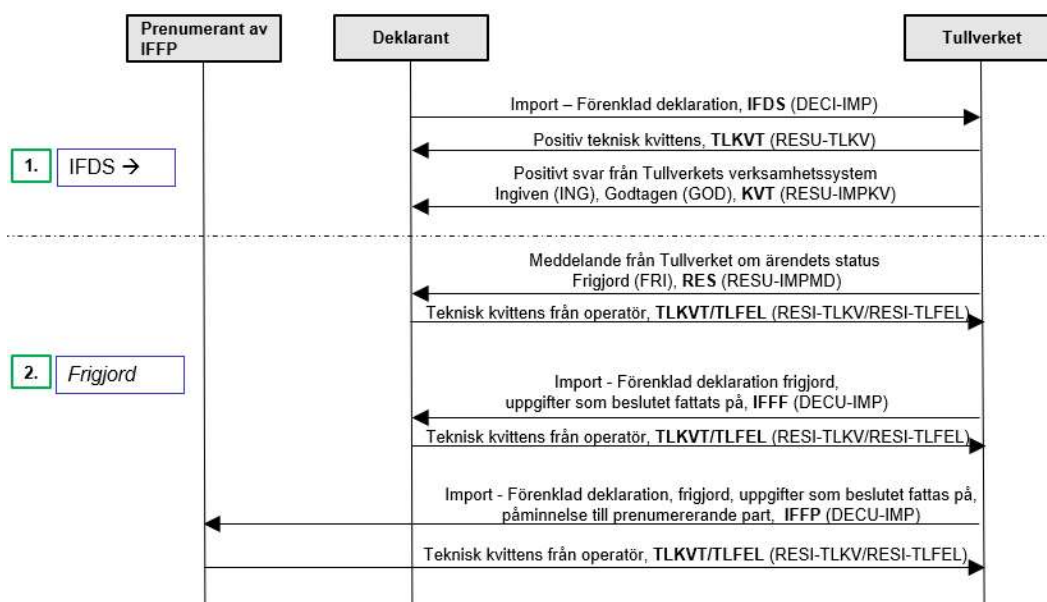 Prenumerant av
IFFP
Deklarant
Tullverket
Import – Förenklad deklaration, IFDS (DECI-IMP)
Positiv teknisk kvittens, TLKVT (RESU-TLKV)
1.
IFDS →
Positivt svar från Tullverkets verksamhetssystem
Ingiven (ING), Godtagen (GOD), KVT (RESU-IMPKV)
Meddelande från Tullverket om ärendets status
Frigjord (FRI), RES (RESU-IMPMD)
Teknisk kvittens från operatör, TLKVT/TLFEL (RESI-TLKV/RESI-TLFEL)
2.
Frigjord
Import - Förenklad deklaration frigjord,
uppgifter som beslutet fattats på, IFFF (DECU-IMP)
Teknisk kvittens från operatör, TLKVT/TLFEL (RESI-TLKV/RESI-TLFEL)
Import - Förenklad deklaration, frigjord, uppgifter som beslutet fattas på,
påminnelse till prenumererande part, IFFP (DECU-IMP)
Teknisk kvittens från operatör, TLKVT/TLFEL (RESI-TLKV/RESI-TLFEL)